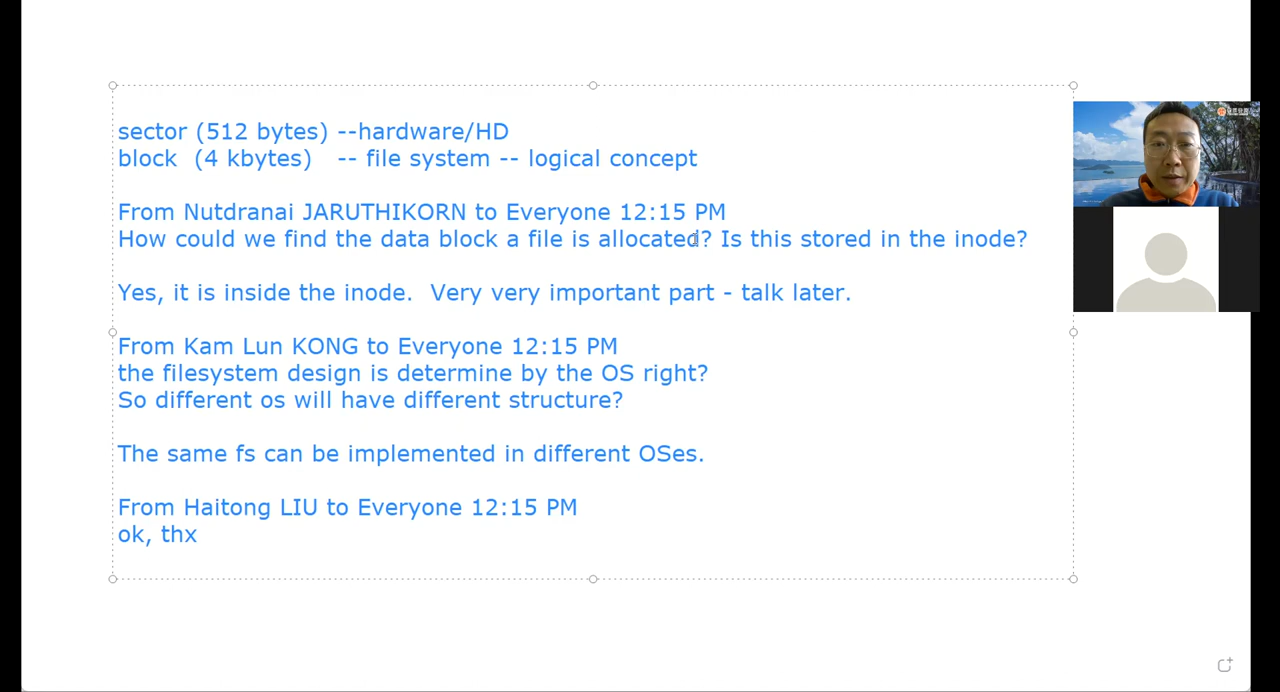 sector (512 bytes) --hardware/HD
block (4 kbytes) -- file system -- logical concept
From Nutdranai JARUTHIKORN to Everyone 12:15 PM
How could we find the data block a file is allocated? Is this stored in the inode?
Yes, it is inside the inode. Very very important part - talk later.
From Kam Lun KONG to Everyone 12:15 PM
the filesystem design is determine by the OS right?
So different os will have different structure?
The same fs can be implemented in different OSes.
From Haitong LIU to Everyone 12:15 PM
ok, thx